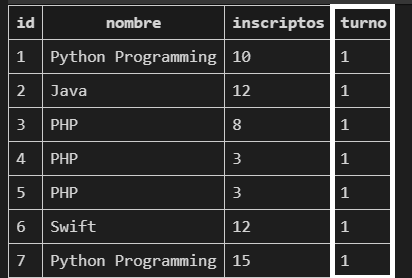 id nombre inscriptos turno
1 Python Programming 10 1
2 Java 12 1
3 PHP 8 1
4 PHP 3 1
5 PHP 3 1
6 Swift 12 1
7 Python Programming 15 1